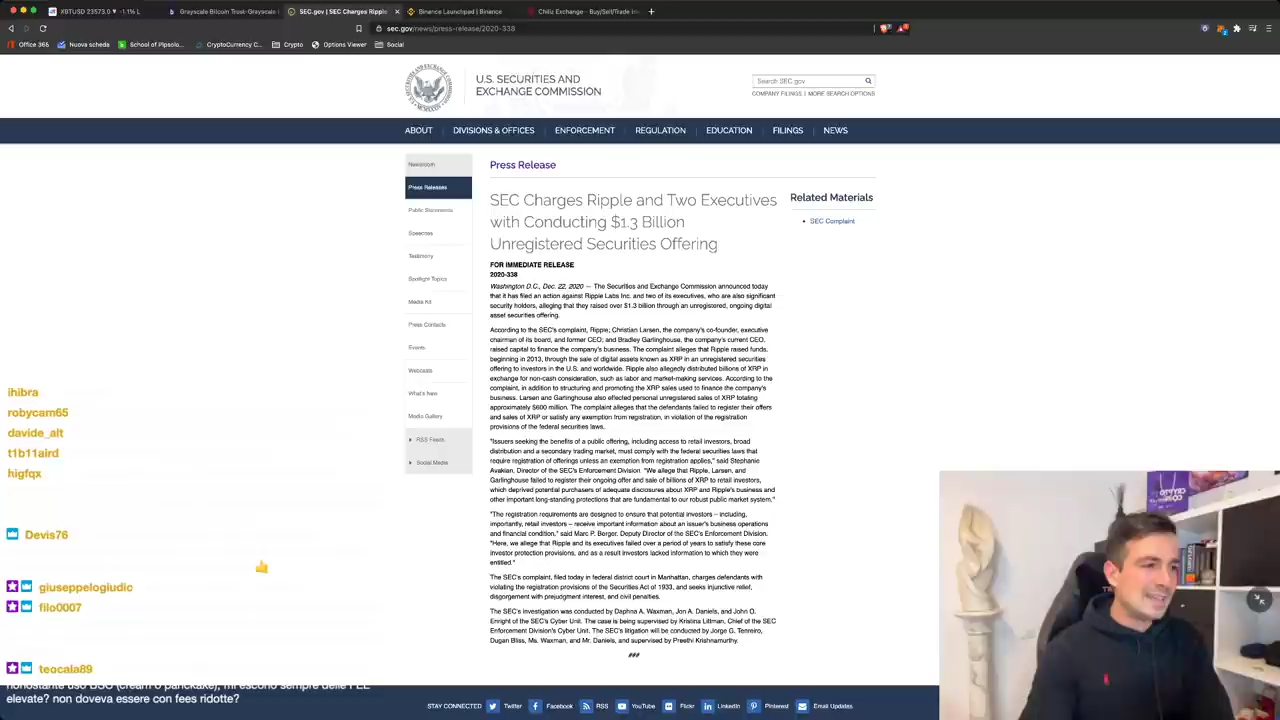 XBTUSD 23573.0 ▼ -1.1% L
Grayscale Bitcoin Trust-Grayscale
SEC.gov | SEC Charges Ripple
Binance Launchpad | Binance
Chiliz Exchange - Buy/Sell/Trade
sec.gov/news/press-release/2020-338
Office 365
Nuova scheda
CryptoCurrency C...
Crypto
Options Viewer
Social
U.S. SECURITIES AND
EXCHANGE COMMISSION
Search SEC.gov
COMPANY FILINGS | MORE SEARCH OPTIONS
ABOUT
DIVISIONS & OFFICES
ENFORCEMENT
REGULATION
EDUCATION
FILINGS
NEWS
Newsroom
Press Releases
Public Statements
Speeches
Testimony
Spotlight Topics
Media Kit
Press Contacts
Events
Webcasts
What's New
Media Gallery
RSS Feeds
Social Media
Press Release
SEC Charges Ripple and Two Executives
with Conducting $1.3 Billion
Unregistered Securities Offering
FOR IMMEDIATE RELEASE
2020-338
Washington D.C., Dec. 22, 2020 — The Securities and Exchange Commission announced today
that it has filed an action against Ripple Labs Inc. and two of its executives, who are also significant
security holders, alleging that they raised over $1.3 billion through an unregistered, ongoing digital
asset securities offering.
According to the SEC's complaint, Ripple; Christian Larsen, the company's co-founder, executive
chairman of its board, and former CEO; and Bradley Garlinghouse, the company's current CEO,
raised capital to finance the company's business. The complaint alleges that Ripple raised funds,
beginning in 2013, through the sale of digital assets known as XRP in an unregistered securities
offering to investors in the U.S. and worldwide. Ripple also allegedly distributed billions of XRP in
exchange for non-cash consideration, such as labor and market-making services. According to the
complaint, in addition to structuring and promoting the XRP sales used to finance the company's
business, Larsen and Garlinghouse also effected personal unregistered sales of XRP totaling
approximately $600 million. The complaint alleges that the defendants failed to register their offers
and sales of XRP or satisfy any exemption from registration, in violation of the registration
provisions of the federal securities laws.
"Issuers seeking the benefits of a public offering, including access to retail investors, broad
distribution and a secondary trading market, must comply with the federal securities laws that
require registration of offerings unless an exemption from registration applies," said Stephanie
Avakian, Director of the SEC's Enforcement Division. "We allege that Ripple, Larsen, and
Garlinghouse failed to register their ongoing offer and sale of billions of XRP to retail investors,
which deprived potential purchasers of adequate disclosures about XRP and Ripple's business and
other important long-standing protections that are fundamental to our robust public market system."
"The registration requirements are designed to ensure that potential investors – including,
importantly, retail investors – receive important information about an issuer's business operations
and financial condition," said Marc P. Berger, Deputy Director of the SEC's Enforcement Division.
"Here, we allege that Ripple and its executives failed over a period of years to satisfy these core
investor protection provisions, and as a result investors lacked information to which they were
entitled."
The SEC's complaint, filed today in federal district court in Manhattan, charges defendants with
violating the registration provisions of the Securities Act of 1933, and seeks injunctive relief,
disgorgement with prejudgment interest, and civil penalties.
The SEC's investigation was conducted by Daphna A. Waxman, Jon A. Daniels, and John O.
Enright of the SEC's Cyber Unit. The case is being supervised by Kristina Littman, Chief of the SEC
Enforcement Division's Cyber Unit. The SEC's litigation will be conducted by Jorge G. Tenreiro,
Dugan Bliss, Ms. Waxman, and Mr. Daniels, and supervised by Preethi Krishnamurthy.
###
Related Materials
SEC Complaint
ihibra
robycam65
davide_alt
t1b11aird
higfqx
Devis76
giuseppelogiudic
filo0007
teocala89
nonostante uso BSC (cream o panckake), mi escono sempre delle FEE
elevate? non doveva essere con fees ridotte?
STAY CONNECTED
Twitter
Facebook
RSS
YouTube
Flickr
LinkedIn
Pinterest
Email Updates